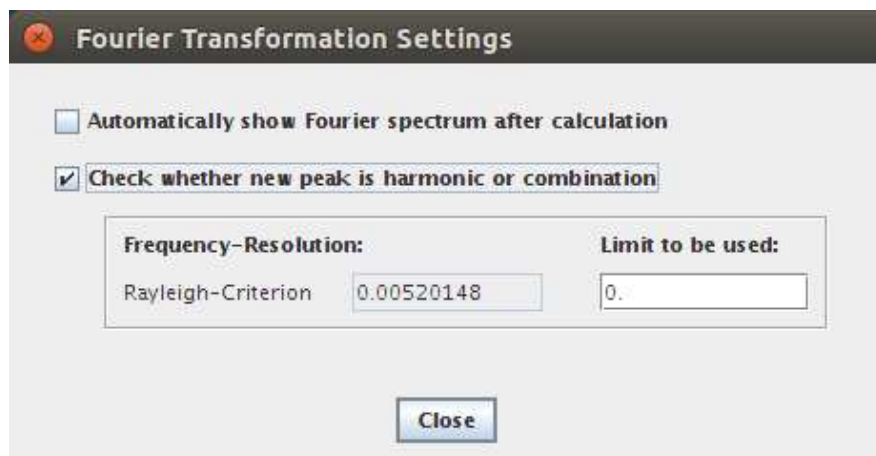 Fourier Transformation Settings
Automatically show Fourier spectrum after calculation
Check whether new peak is harmonic or combination
Frequency-Resolution: Limit to be used:
Rayleigh-Criterion 0.00520148 0.
Close